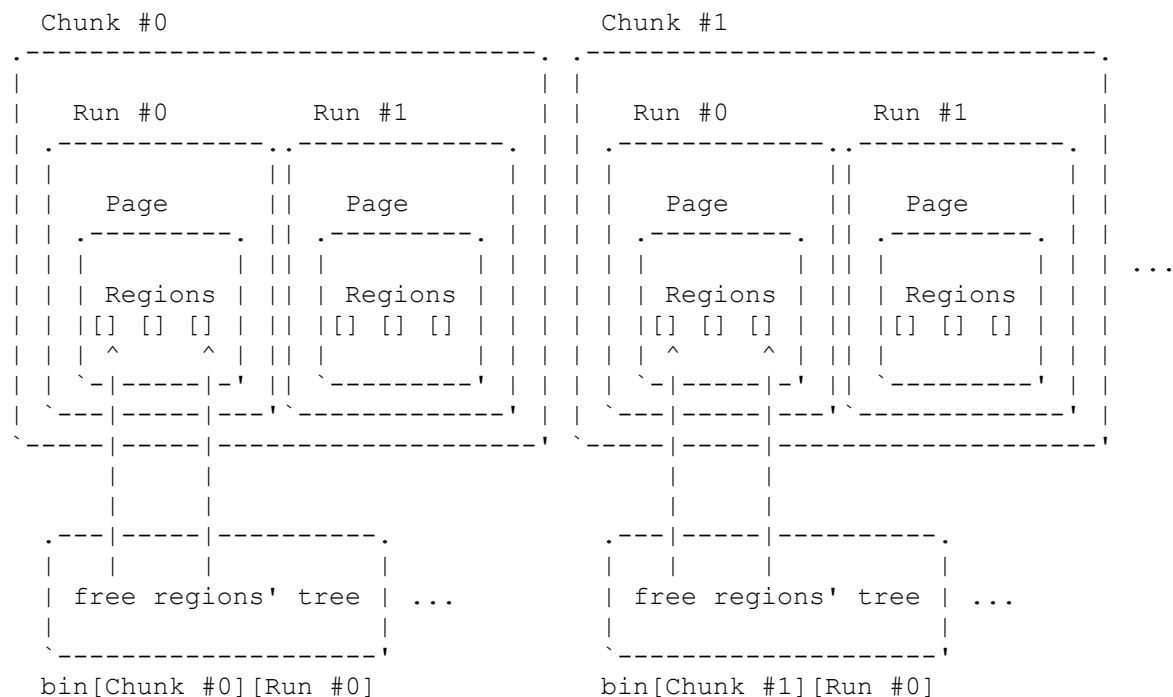 Chunk #0 Chunk #1
Run #0 Run #1 Run #0 Run #1
Page Page Page Page
...
Regions Regions Regions Regions
[] [] [] [] [] [] [] [] [] [] [] []
free regions' tree ... free regions' tree ...
bin[Chunk #0][Run #0] bin[Chunk #1][Run #0]